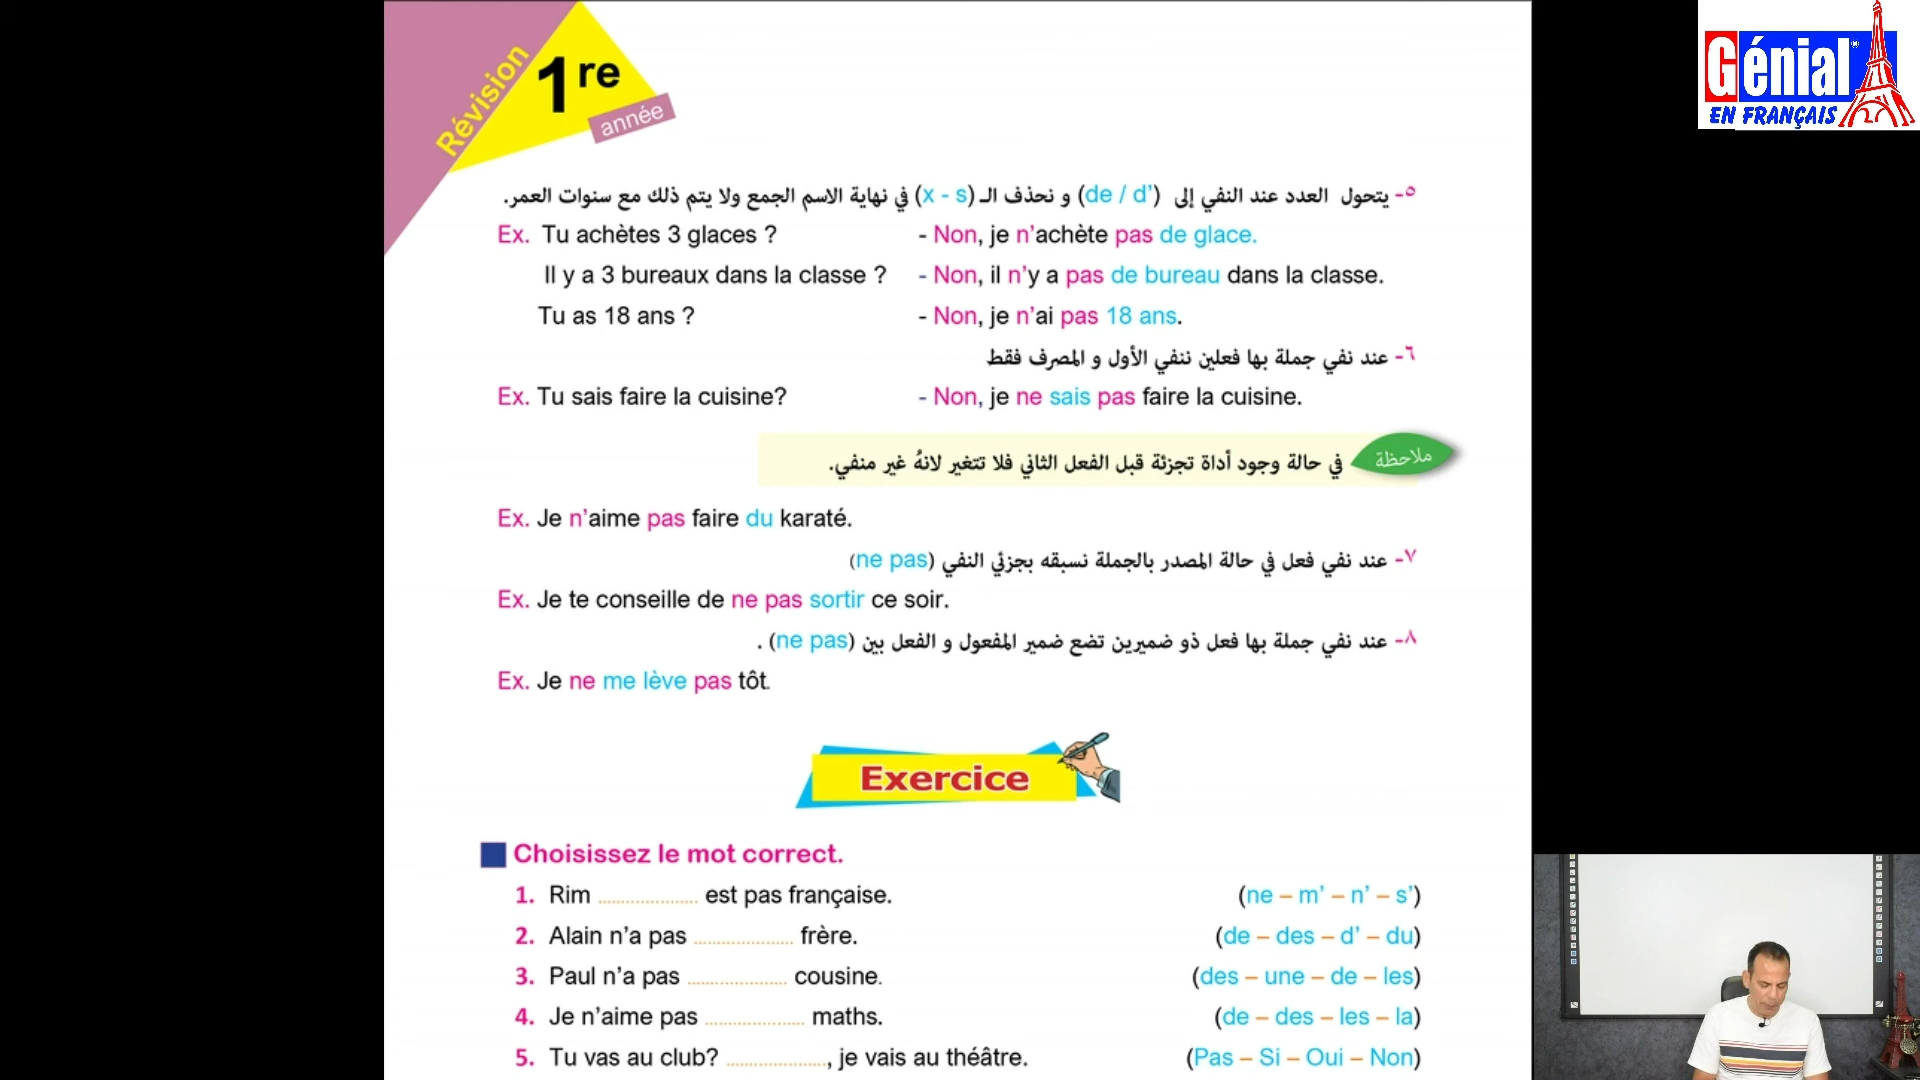 Révision
1re
année
Génial
EN FRANÇAIS
٥- يتحول العدد عند النفي إلى (de / d’) و نحذف الـ (x - s) في نهاية الاسم الجمع ولا يتم ذلك مع سنوات العمر.
Ex. Tu achètes 3 glaces ? - Non, je n’achète pas de glace.
Il y a 3 bureaux dans la classe ? - Non, il n’y a pas de bureau dans la classe.
Tu as 18 ans ? - Non, je n’ai pas 18 ans.
٦- عند نفي جملة بها فعلين ننفي الأول و المصرف فقط
Ex. Tu sais faire la cuisine? - Non, je ne sais pas faire la cuisine.
ملاحظة في حالة وجود أداة تجزئة قبل الفعل الثاني فلا تتغير لانهُ غير منفي.
Ex. Je n’aime pas faire du karaté.
٧- عند نفي فعل في حالة المصدر بالجملة نسبقه بجزئي النفي (ne pas)
Ex. Je te conseille de ne pas sortir ce soir.
٨- عند نفي جملة بها فعل ذو ضميرين تضع ضمير المفعول و الفعل بين (ne pas) .
Ex. Je ne me lève pas tôt.
Exercice
Choisissez le mot correct.
1. Rim .................... est pas française. (ne – m’ – n’ – s’)
2. Alain n’a pas .................... frère. (de – des – d’ – du)
3. Paul n’a pas .................... cousine. (des – une – de – les)
4. Je n’aime pas .................... maths. (de – des – les – la)
5. Tu vas au club? ...................., je vais au théâtre. (Pas – Si – Oui – Non)